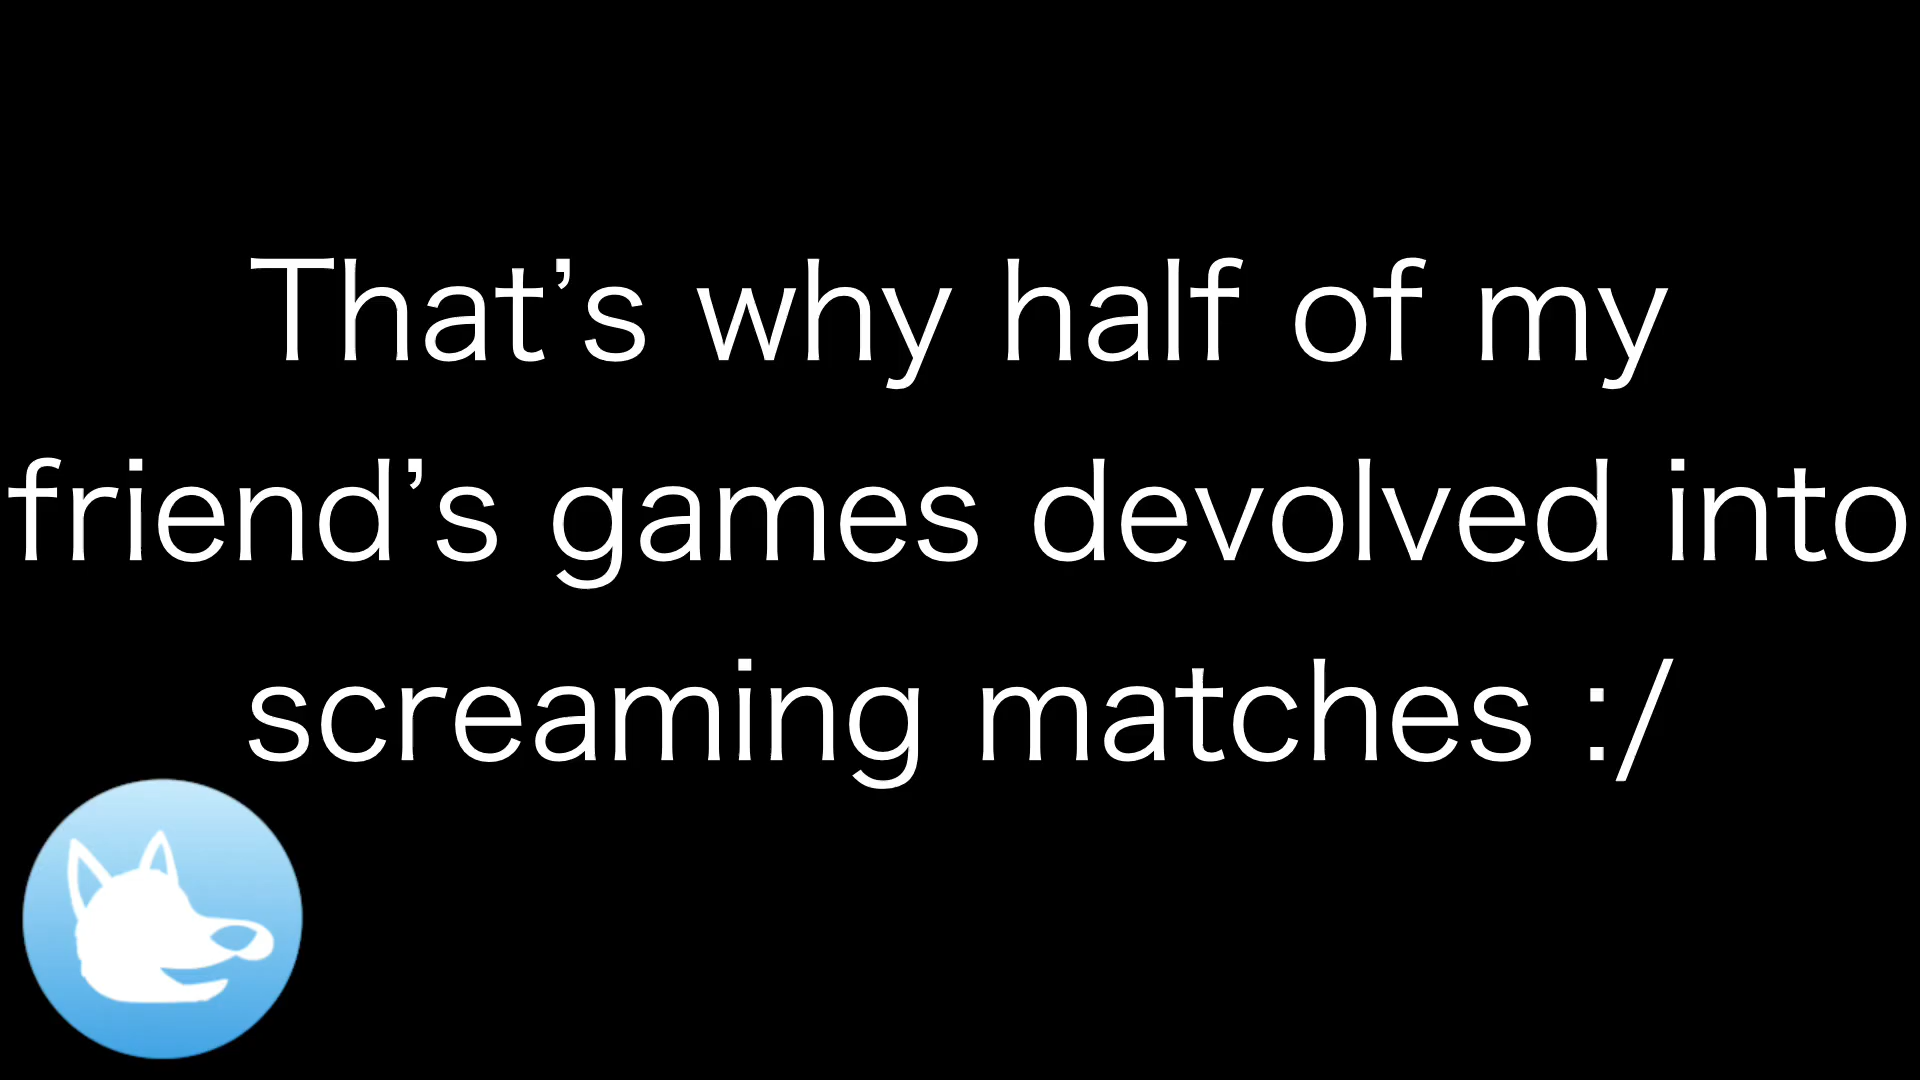 That’s why half of my
friend’s games devolved into
screaming matches :/